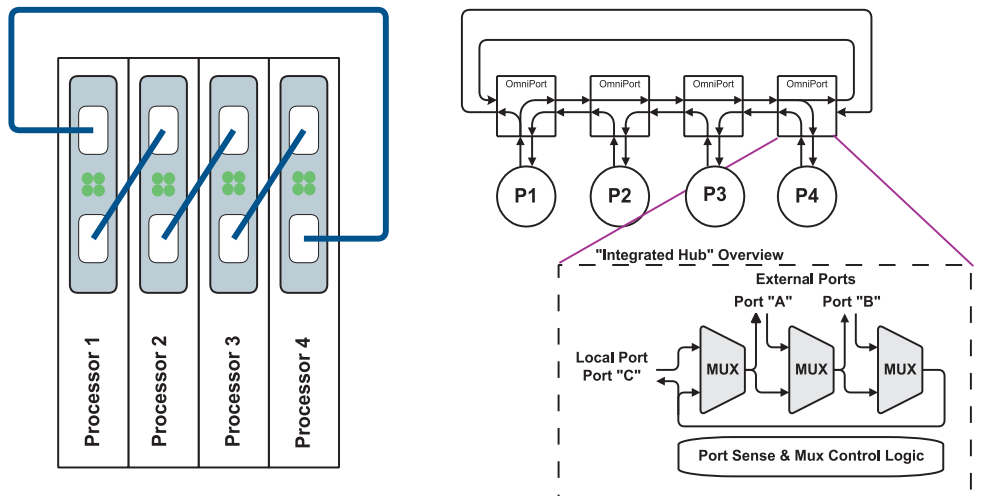 Processor 1
Processor 2
Processor 3
Processor 4
OmniPort
OmniPort
OmniPort
OmniPort
P1
P2
P3
P4
"Integrated Hub" Overview
External Ports
Port "A"
Port "B"
Local Port
Port "C"
MUX
MUX
MUX
Port Sense & Mux Control Logic